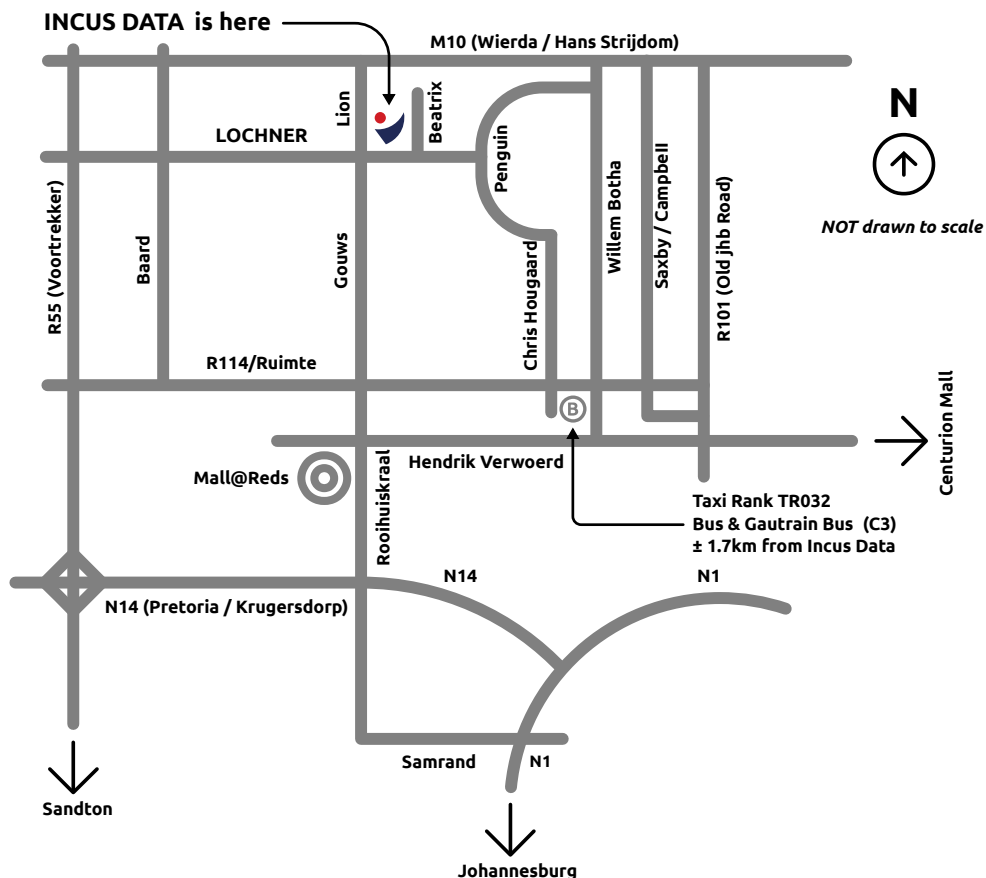 INCUS DATA is here
M10 (Wierda / Hans Strijdom)
Lion
Beatrix
N
LOCHNER
Penguin
Willem Botha
Saxby / Campbell
R101 (Old jhb Road)
NOT drawn to scale
R55 (Voortrekker)
Baard
Gouws
Chris Hougaard
R114/Ruimte
B
Centurion Mall
Hendrik Verwoerd
Mall@Reds
Rooihuiskraal
Taxi Rank TR032
Bus & Gautrain Bus (C3)
± 1.7km from Incus Data
N14
N1
N14 (Pretoria / Krugersdorp)
Samrand
N1
Sandton
Johannesburg